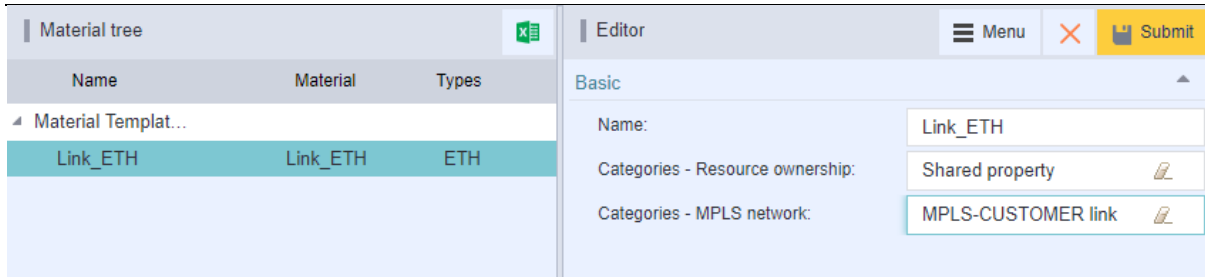 Material tree
Name Material Types
Material Templat...
Link_ETH Link_ETH ETH
Editor Menu Submit
Basic
Name: Link_ETH
Categories - Resource ownership: Shared property
Categories - MPLS network: MPLS-CUSTOMER link